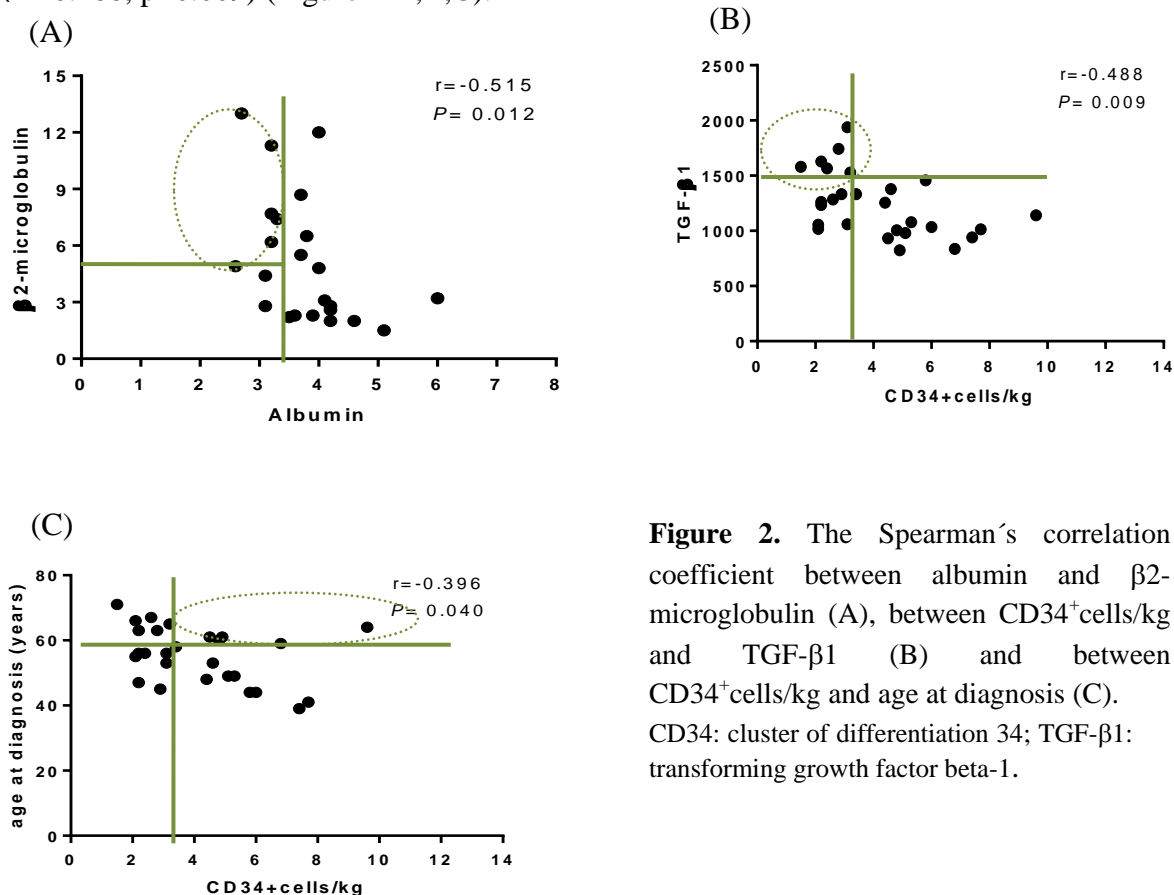 (A)
(B)
15
12
9
6
3
0
β2-microglobulin
r=-0.515
P= 0.012
0 1 2 3 4 5 6 7 8
Albumin
2500
2000
1500
1000
500
0
TGF-β1
r=-0.488
P= 0.009
0 2 4 6 8 10 12 14
CD34+cells/kg
(C)
80
60
40
20
0
age at diagnosis (years)
r=-0.396
P= 0.040
0 2 4 6 8 10 12 14
CD34+cells/kg
Figure 2. The Spearman´s correlation
coefficient between albumin and β2-
microglobulin (A), between CD34+cells/kg
and TGF-β1 (B) and between
CD34+cells/kg and age at diagnosis (C).
CD34: cluster of differentiation 34; TGF-β1:
transforming growth factor beta-1.